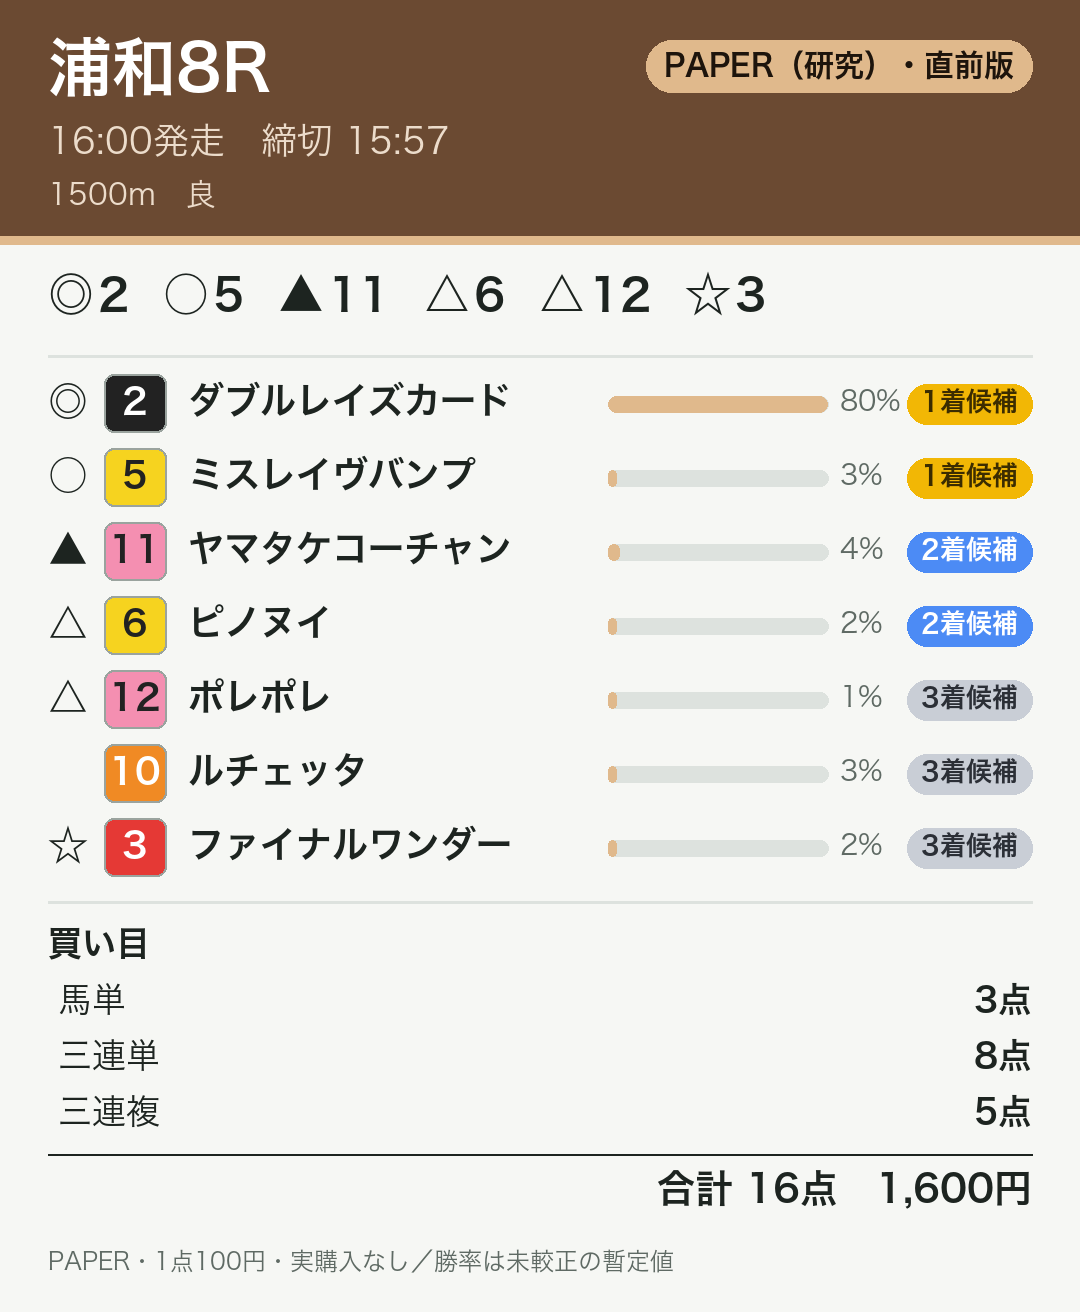 浦和8R
PAPER（研究）・直前版
16:00発走　締切 15:57
1500m　良
◎2 ○5 ▲11 △6 △12 ☆3
◎ 2 ダブルレイズカード 80% 1着候補
○ 5 ミスレイヴバンプ 3% 1着候補
▲ 11 ヤマタケコーチャン 4% 2着候補
△ 6 ピノヌイ 2% 2着候補
△ 12 ポレポレ 1% 3着候補
10 ルチェッタ 3% 3着候補
☆ 3 ファイナルワンダー 2% 3着候補
買い目
馬単 3点
三連単 8点
三連複 5点
合計 16点　1,600円
PAPER・1点100円・実購入なし／勝率は未較正の暫定値